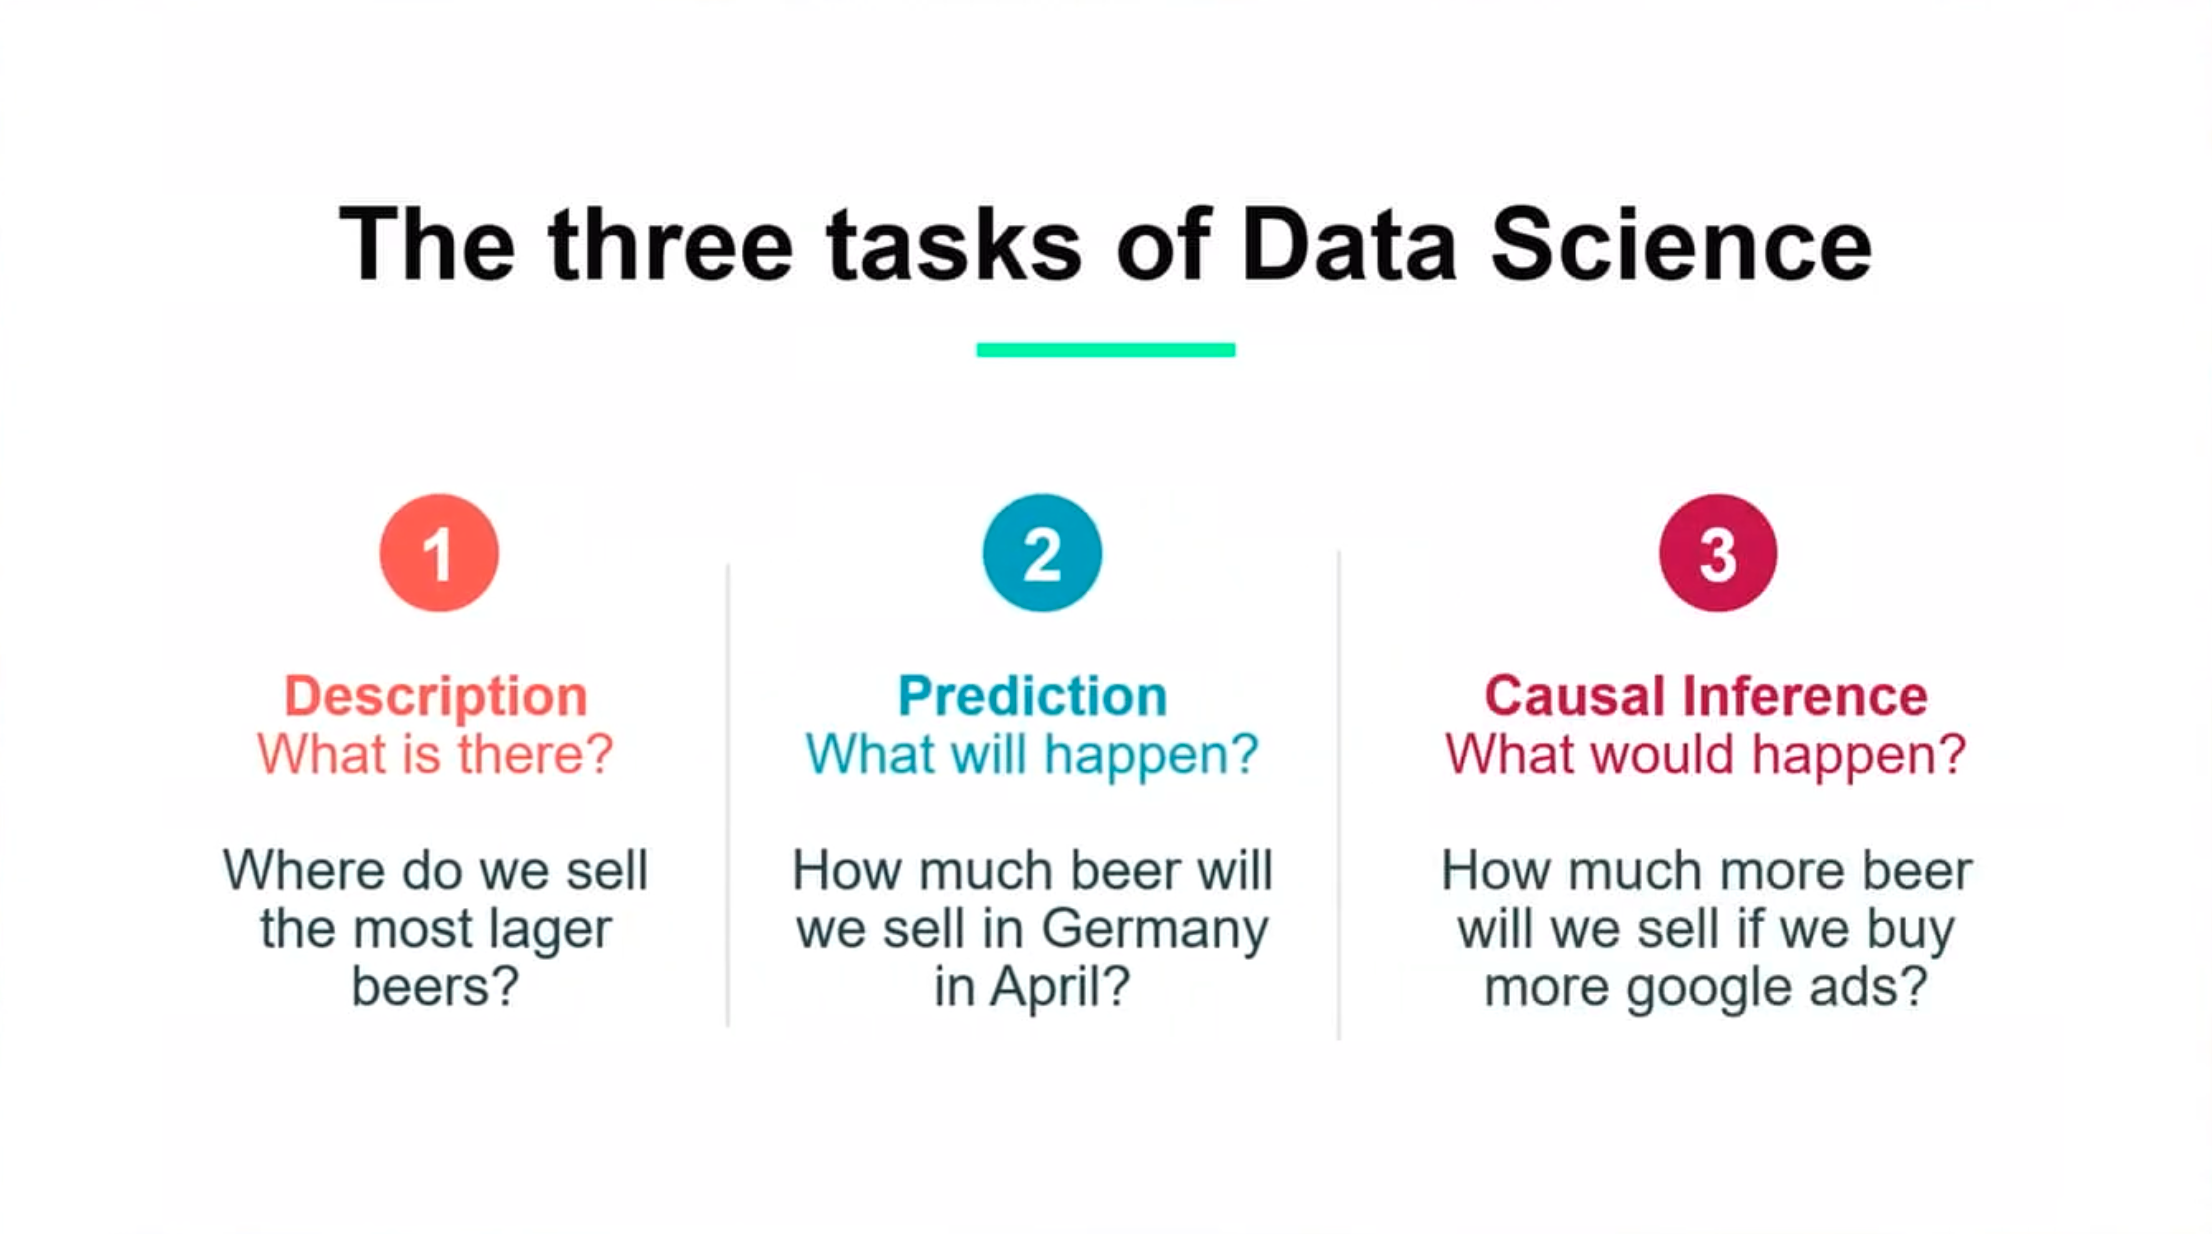 The three tasks of Data Science
1
Description
What is there?
Where do we sell
the most lager
beers?
2
Prediction
What will happen?
How much beer will
we sell in Germany
in April?
3
Causal Inference
What would happen?
How much more beer
will we sell if we buy
more google ads?